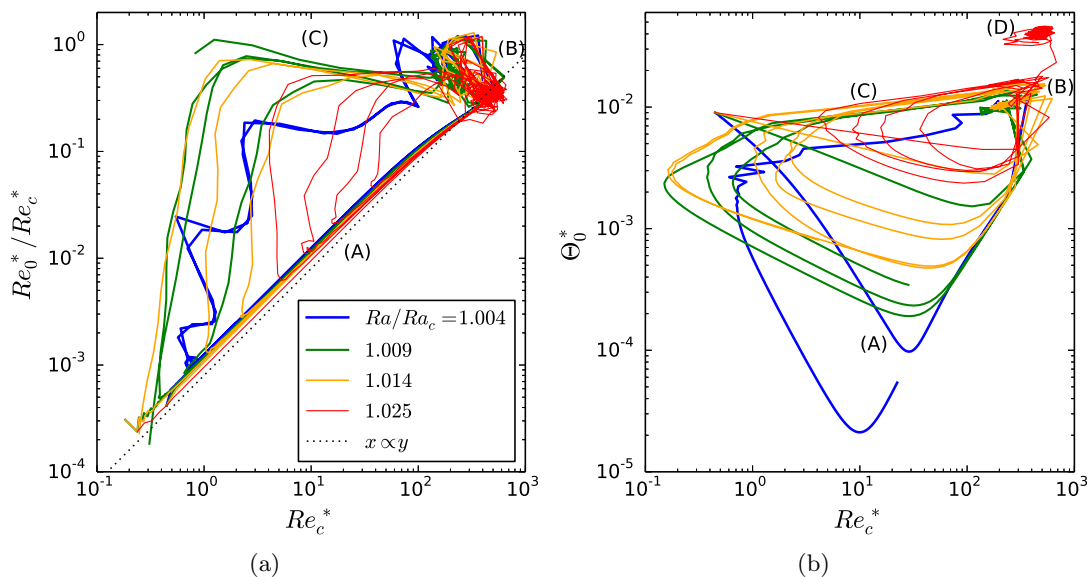 (C)
(B)
(A)
10^0
10^-1
10^-2
10^-3
10^-4
Re_0^*/Re_c^*
Ra/Ra_c = 1.004
1.009
1.014
1.025
x ∝ y
10^-1
10^0
10^1
10^2
10^3
Re_c^*
(a)
(D)
(C)
(B)
(A)
10^-2
10^-3
10^-4
10^-5
Θ_0^*
10^-1
10^0
10^1
10^2
10^3
Re_c^*
(b)